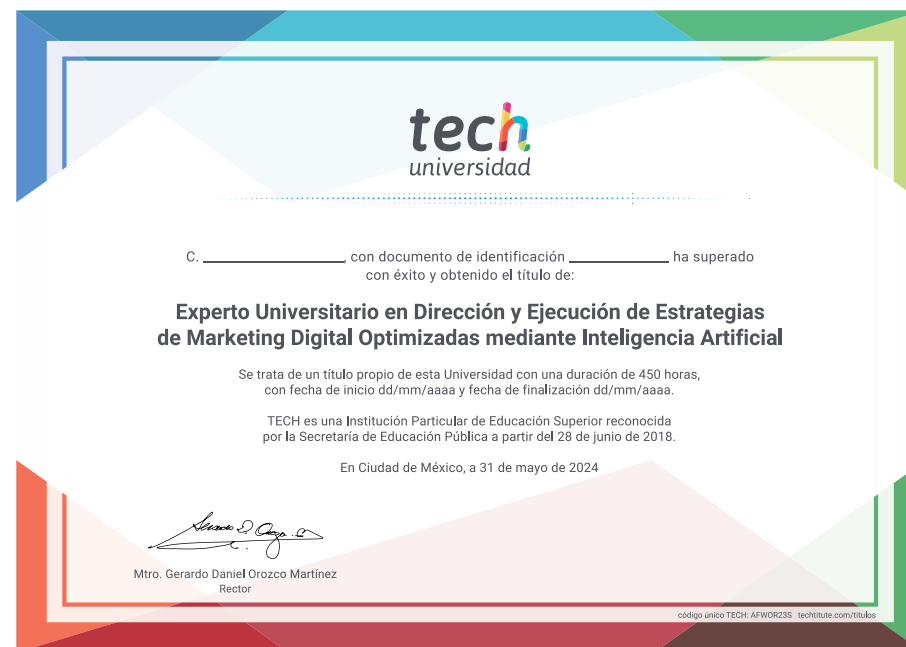 tech
universidad
C. ____________, con documento de identificación ____________ ha superado
con éxito y obtenido el título de:
Experto Universitario en Dirección y Ejecución de Estrategias
de Marketing Digital Optimizadas mediante Inteligencia Artificial
Se trata de un título propio de esta Universidad con una duración de 450 horas,
con fecha de inicio dd/mm/aaaa y fecha de finalización dd/mm/aaaa.
TECH es una Institución Particular de Educación Superior reconocida
por la Secretaría de Educación Pública a partir del 28 de junio de 2018.
En Ciudad de México, a 31 de mayo de 2024
Mtro. Gerardo Daniel Orozco Martínez
Rector
código único TECH: AFWOR23S techtitute.com/titulos